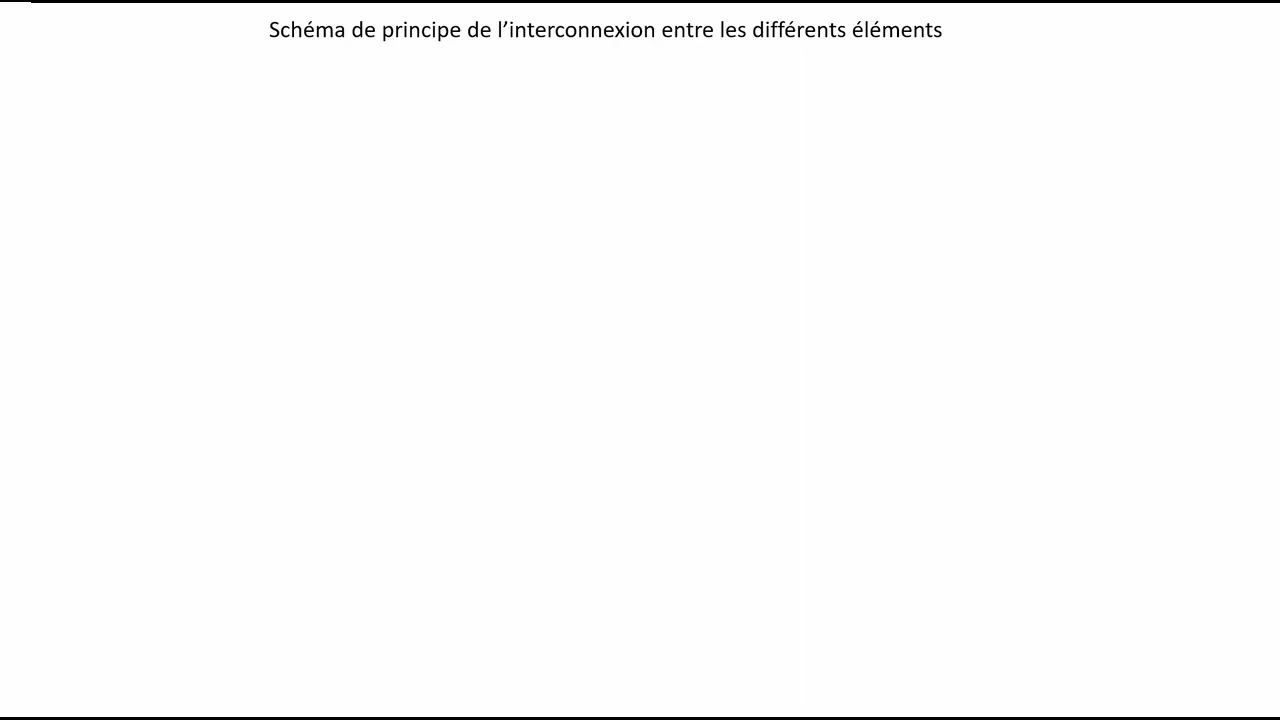 Schéma de principe de l’interconnexion entre les différents éléments